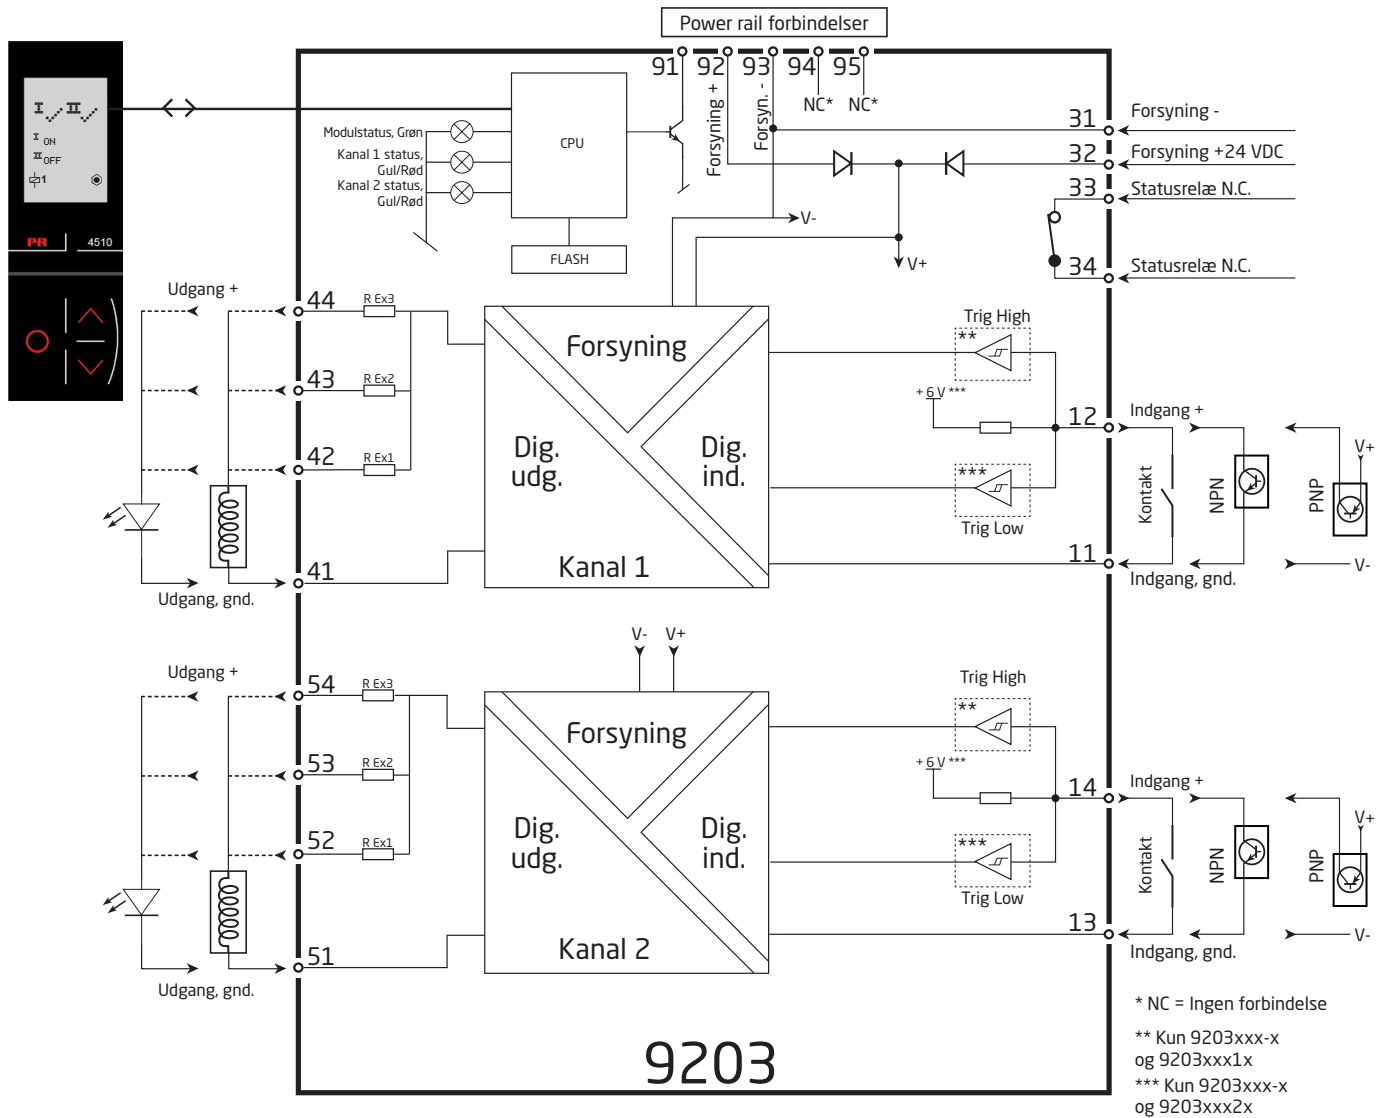 Power rail forbindelser
91
92
93
94
95
Forsyning +
Forsyn. -
NC*
NC*
I
II
I ON
II OFF
1
PR
4510
Modulstatus, Grøn
Kanal 1 status,
Gul/Rød
Kanal 2 status,
Gul/Rød
CPU
FLASH
V-
V+
31
Forsyning -
32
Forsyning +24 VDC
33
Statusrelæ N.C.
34
Statusrelæ N.C.
Udgang +
44
R Ex3
43
R Ex2
42
R Ex1
41
Udgang, gnd.
Forsyning
Dig.
udg.
Dig.
ind.
Kanal 1
Trig High
**
+ 6 V ***
***
Trig Low
12
Indgang +
11
Indgang, gnd.
Kontakt
NPN
PNP
V+
V-
V-
V+
Udgang +
54
R Ex3
53
R Ex2
52
R Ex1
51
Udgang, gnd.
Forsyning
Dig.
udg.
Dig.
ind.
Kanal 2
Trig High
**
+ 6 V ***
***
Trig Low
14
Indgang +
13
Indgang, gnd.
Kontakt
NPN
PNP
V+
V-
9203
* NC = Ingen forbindelse
** Kun 9203xxx-x
og 9203xxx1x
*** Kun 9203xxx-x
og 9203xxx2x